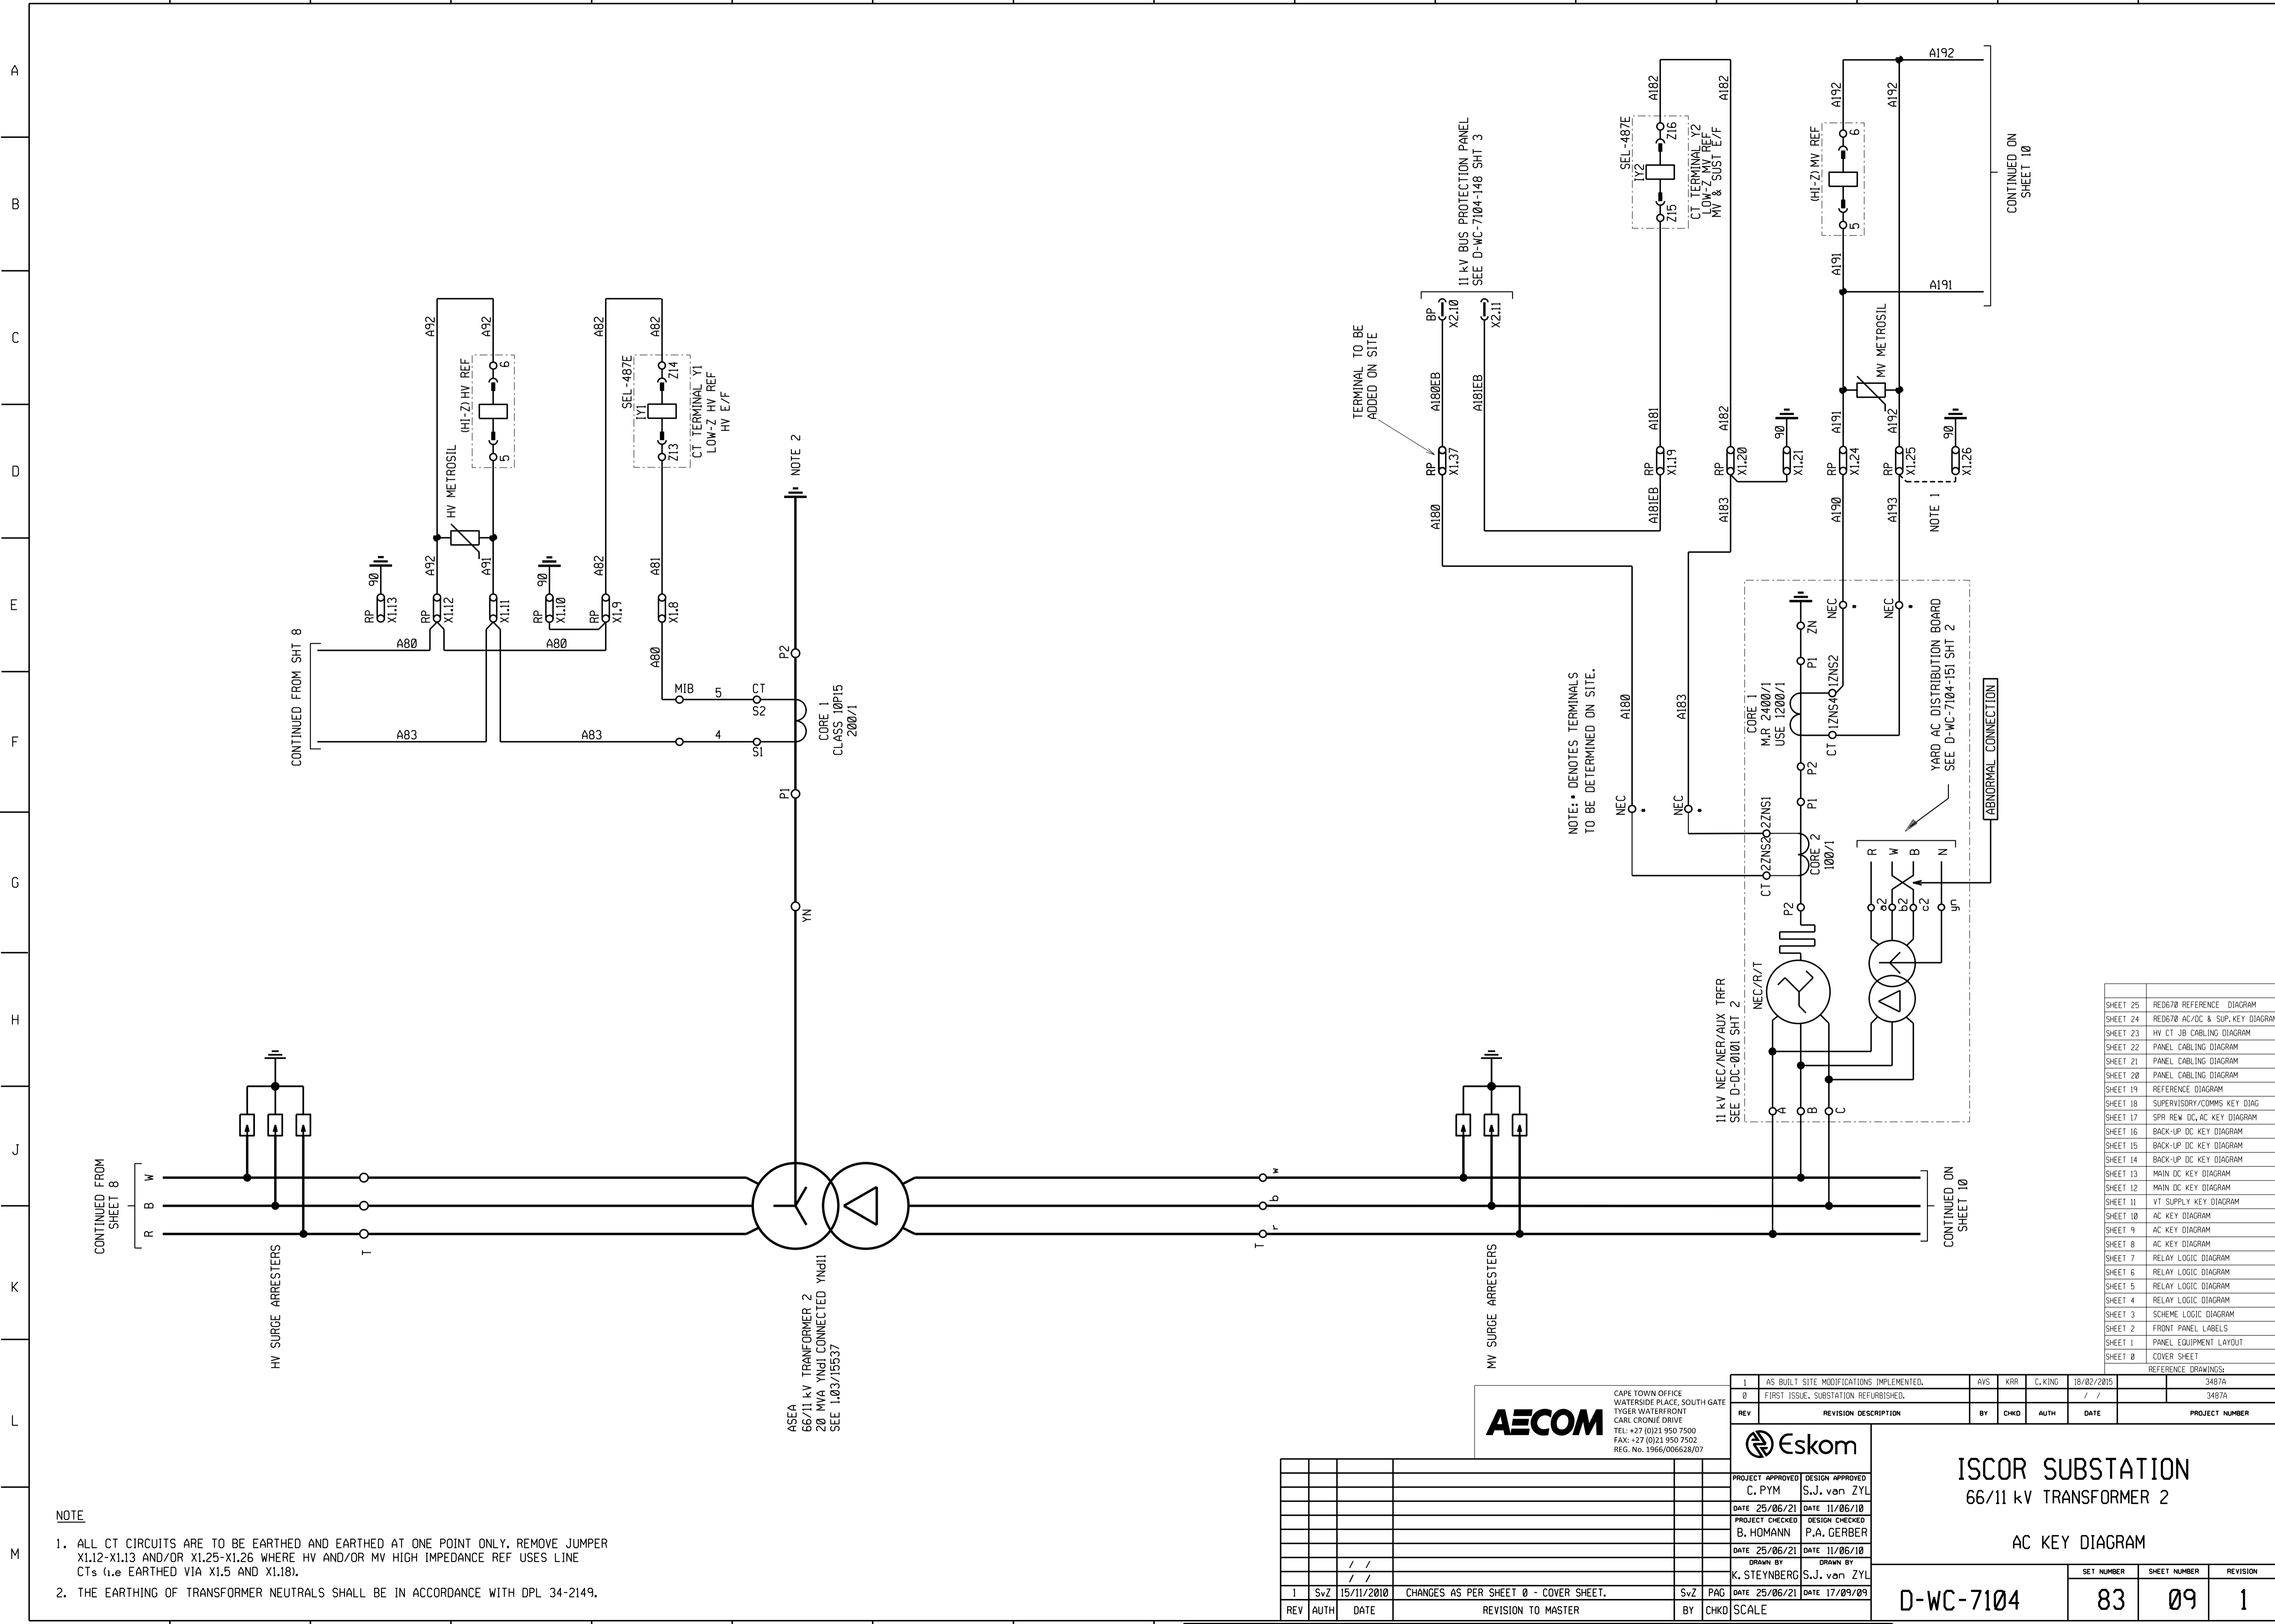 A
B
C
D
E
F
G
H
J
K
L
M
A92
A92
(HI-Z) HV REF
6
5
HV METROSIL
A92
A91
90
RP
X1.13
RP
X1.12
X1.11
A82
A82
SEL-487E
1Y1
Z14
Z13
CT TERMINAL Y1
LOW-Z HV REF
HV E/F
90
RP
X1.10
A82
RP
X1.9
A81
X1.8
CONTINUED FROM SHT 8
A80
A80
A80
A83
A83
MIB
5
CT
S2
4
S1
NOTE 2
P2
CORE 1
CLASS 10P15
200/1
P1
YN
CONTINUED FROM
SHEET 8
W
B
R
HV SURGE ARRESTERS
T
ASEA
66/11 kV TRANFORMER 2
20 MVA YNd1 CONNECTED YNd11
SEE 1.03/15537
w
b
r
T
MV SURGE ARRESTERS
CONTINUED ON
SHEET 10
TERMINAL TO BE
ADDED ON SITE
11 kV BUS PROTECTION PANEL
SEE D-WC-7104-148 SHT 3
BP
X2.10
X2.11
A180EB
A181EB
RP
X1.37
A180
A181EB
SEL-487E
1Y2
Z16
Z15
CT TERMINAL Y2
LOW-Z MV REF
MV & SUST E/F
A182
A182
A181
A182
RP
X1.19
RP
X1.20
90
X1.21
A183
A192
A192
A192
(HI-Z) MV REF
6
5
A191
A191
CONTINUED ON
SHEET 10
MV METROSIL
A191
A192
90
RP
X1.24
RP
X1.25
X1.26
A190
A193
NOTE 1
NOTE:* DENOTES TERMINALS
TO BE DETERMINED ON SITE.
A180
A183
NEC
*
NEC
*
NEC
*
NEC
*
ZN
P1
CORE 1
M.R 2400/1
USE 1200/1
1ZNS2
CT 1ZNS4
P2
P1
2ZNS1
CT 2ZNS2
CORE 2
100/1
P2
YARD AC DISTRIBUTION BOARD
SEE D-WC-7104-151 SHT 2
ABNORMAL CONNECTION
R
W
B
N
a2
b2
c2
yn
NEC/R/T
11 kV NEC/NER/AUX TRFR
SEE D-DC-0101 SHT 2
A
B
C
SHEET 25 RED670 REFERENCE DIAGRAM
SHEET 24 RED670 AC/DC & SUP.KEY DIAGRAM
SHEET 23 HV CT JB CABLING DIAGRAM
SHEET 22 PANEL CABLING DIAGRAM
SHEET 21 PANEL CABLING DIAGRAM
SHEET 20 PANEL CABLING DIAGRAM
SHEET 19 REFERENCE DIAGRAM
SHEET 18 SUPERVISORY/COMMS KEY DIAG
SHEET 17 SPR REW DC,AC KEY DIAGRAM
SHEET 16 BACK-UP DC KEY DIAGRAM
SHEET 15 BACK-UP DC KEY DIAGRAM
SHEET 14 BACK-UP DC KEY DIAGRAM
SHEET 13 MAIN DC KEY DIAGRAM
SHEET 12 MAIN DC KEY DIAGRAM
SHEET 11 VT SUPPLY KEY DIAGRAM
SHEET 10 AC KEY DIAGRAM
SHEET 9 AC KEY DIAGRAM
SHEET 8 AC KEY DIAGRAM
SHEET 7 RELAY LOGIC DIAGRAM
SHEET 6 RELAY LOGIC DIAGRAM
SHEET 5 RELAY LOGIC DIAGRAM
SHEET 4 RELAY LOGIC DIAGRAM
SHEET 3 SCHEME LOGIC DIAGRAM
SHEET 2 FRONT PANEL LABELS
SHEET 1 PANEL EQUIPMENT LAYOUT
SHEET 0 COVER SHEET
REFERENCE DRAWINGS:
1 AS BUILT SITE MODIFICATIONS IMPLEMENTED. AVS KRR C.KING 18/02/2015 3487A
0 FIRST ISSUE. SUBSTATION REFURBISHED. / / 3487A
REV REVISION DESCRIPTION BY CHKD AUTH DATE PROJECT NUMBER
AECOM
CAPE TOWN OFFICE
WATERSIDE PLACE, SOUTH GATE
TYGER WATERFRONT
CARL CRONJÉ DRIVE
TEL: +27 (0)21 950 7500
FAX: +27 (0)21 950 7502
REG. No. 1966/006628/07
Eskom
PROJECT APPROVED DESIGN APPROVED
C.PYM S.J. van ZYL
DATE 25/06/21 DATE 11/06/10
PROJECT CHECKED DESIGN CHECKED
B. HOMANN P.A. GERBER
DATE 25/06/21 DATE 11/06/10
DRAWN BY DRAWN BY
K. STEYNBERG S.J. van ZYL
DATE 25/06/21 DATE 17/09/09
SCALE
/ /
/ /
1 SvZ 15/11/2010 CHANGES AS PER SHEET 0 - COVER SHEET. SvZ PAG
REV AUTH DATE REVISION TO MASTER BY CHKD
ISCOR SUBSTATION
66/11 kV TRANSFORMER 2
AC KEY DIAGRAM
D-WC-7104
SET NUMBER SHEET NUMBER REVISION
83 09 1
NOTE
1. ALL CT CIRCUITS ARE TO BE EARTHED AND EARTHED AT ONE POINT ONLY. REMOVE JUMPER
X1.12-X1.13 AND/OR X1.25-X1.26 WHERE HV AND/OR MV HIGH IMPEDANCE REF USES LINE
CTs (i.e EARTHED VIA X1.5 AND X1.18).
2. THE EARTHING OF TRANSFORMER NEUTRALS SHALL BE IN ACCORDANCE WITH DPL 34-2149.